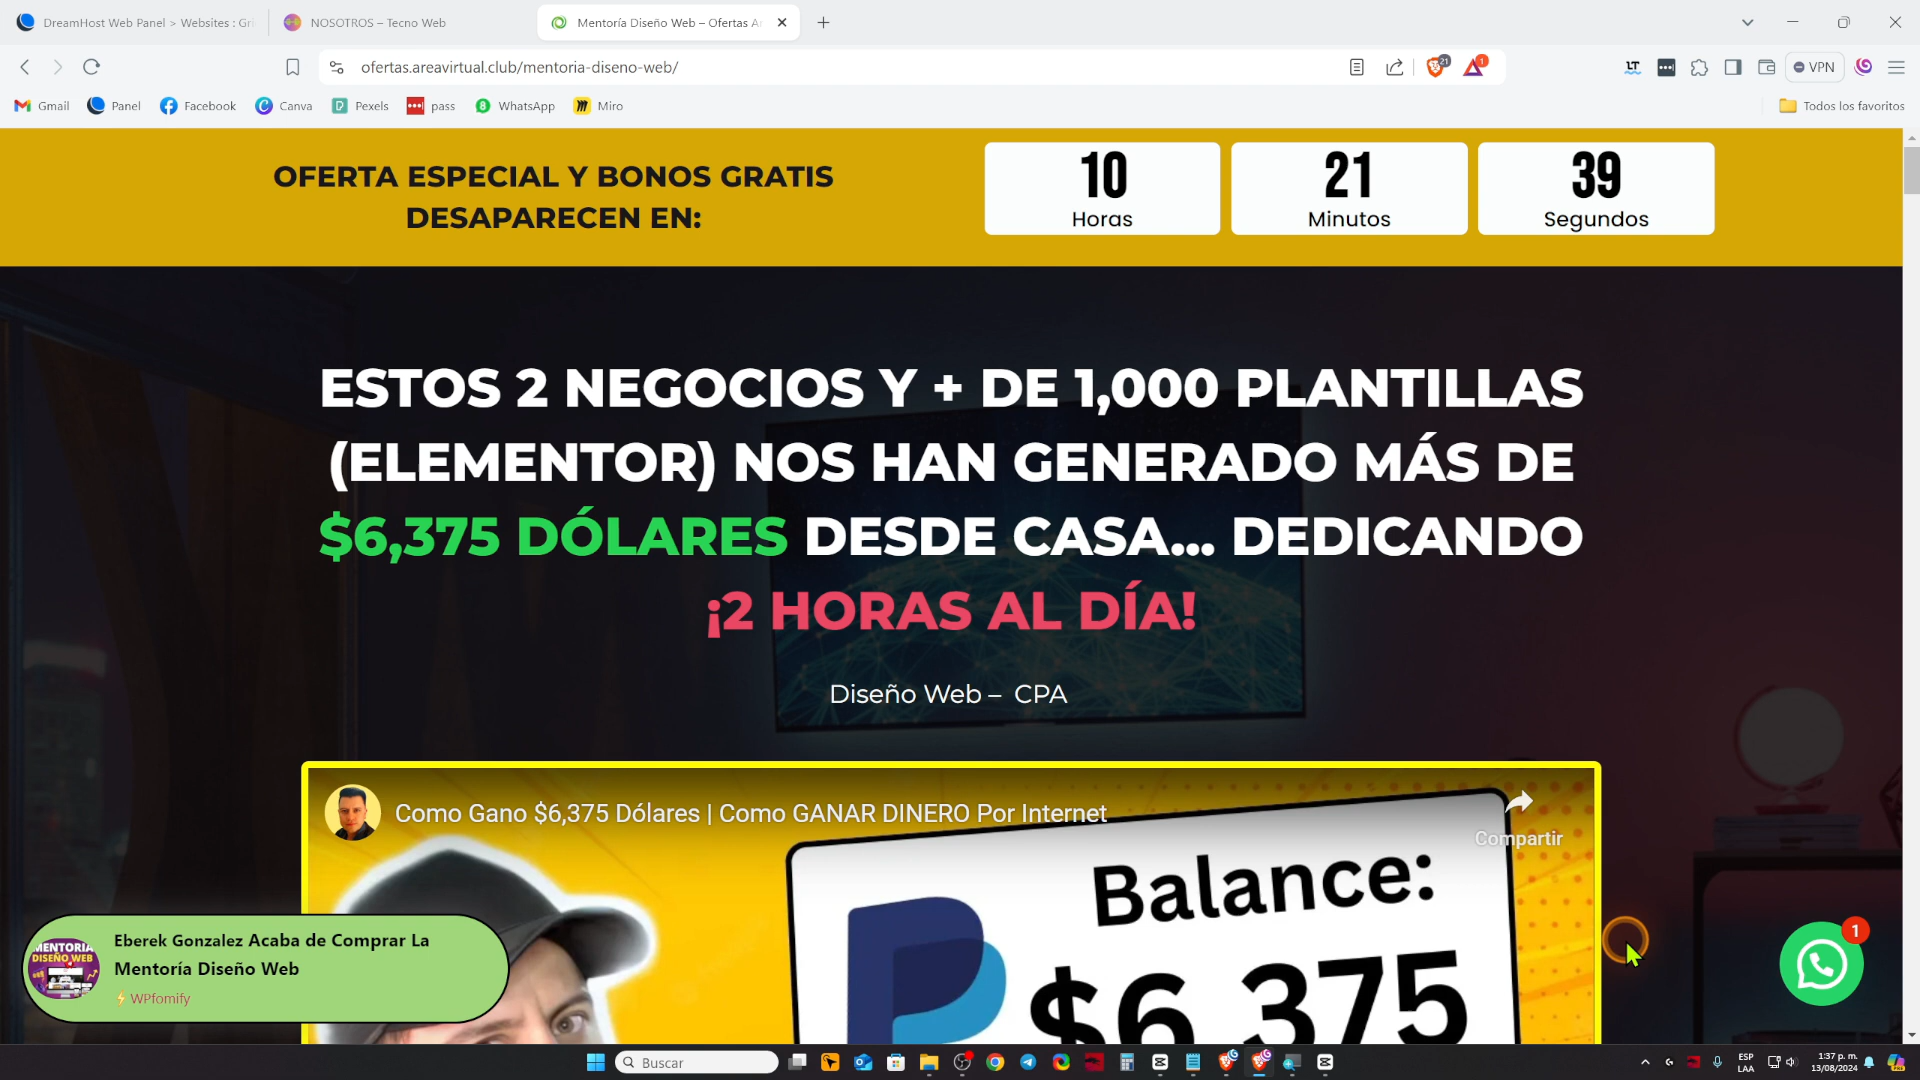 DreamHost Web Panel > Websites : Gri
NOSOTROS – Tecno Web
Mentoría Diseño Web – Ofertas Ar
ofertas.areavirtual.club/mentoria-diseno-web/
21
1
VPN
Gmail
Panel
Facebook
Canva
Pexels
pass
WhatsApp
Miro
Todos los favoritos
OFERTA ESPECIAL Y BONOS GRATIS
DESAPARECEN EN:
10
Horas
21
Minutos
39
Segundos
ESTOS 2 NEGOCIOS Y + DE 1,000 PLANTILLAS
(ELEMENTOR) NOS HAN GENERADO MÁS DE
$6,375 DÓLARES DESDE CASA... DEDICANDO
¡2 HORAS AL DÍA!
Diseño Web – CPA
Como Gano $6,375 Dólares | Como GANAR DINERO Por Internet
Compartir
Balance:
$6,375
MENTORIA
DISEÑO WEB
Eberek Gonzalez Acaba de Comprar La
Mentoría Diseño Web
WPfomify
1
Buscar
ESP
LAA
1:37 p. m.
13/08/2024